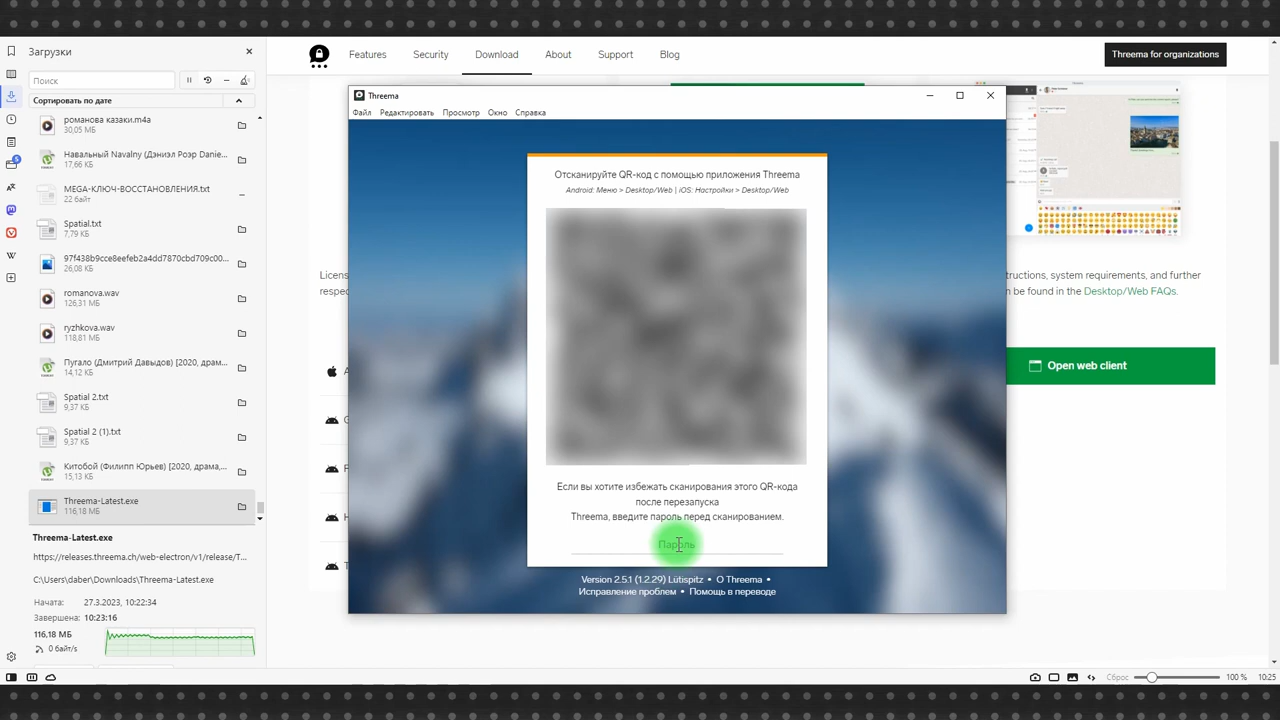 Загрузки
Поиск
Сортировать по дате
романова казаки.m4a
30,05 МБ
Навальный Navalny (Дэниэл Роэр Danie...
17,66 КБ
MEGA-КЛЮЧ-ВОССТАНОВЛЕНИЯ.txt
22 байт
Spatial.txt
7,79 КБ
97f438b9cce8eefeb2a4dd7870cbd709c00...
26,08 КБ
romanova.wav
126,31 МБ
ryzhkova.wav
118,81 МБ
Пугало (Дмитрий Давыдов) [2020, драм...
14,12 КБ
Spatial 2.txt
9,37 КБ
Spatial 2 (1).txt
9,37 КБ
Китобой (Филипп Юрьев) [2020, драма,...
15,13 КБ
Threema-Latest.exe
116,18 МБ
Threema-Latest.exe
https://releases.threema.ch/web-electron/v1/release/T...
C:\Users\daber\Downloads\Threema-Latest.exe
Начата: 27.3.2023, 10:22:34
Завершена: 10:23:16
116,18 МБ
0 байт/s
Features Security Download About Support Blog
Threema for organizations
Threema
Файл Редактировать Просмотр Окно Справка
Отсканируйте QR-код с помощью приложения Threema
Android: Меню > Desktop/Web | iOS: Настройки > Desktop/Web
Если вы хотите избежать сканирования этого QR-кода
после перезапуска
Threema, введите пароль перед сканированием.
Пароль
Version 2.5.1 (1.2.29) Lütispitz • О Threema •
Исправление проблем • Помощь в переводе
Licens
respec
tructions, system requirements, and further
n be found in the Desktop/Web FAQs.
Open web client
Сброс 100 % 10:25